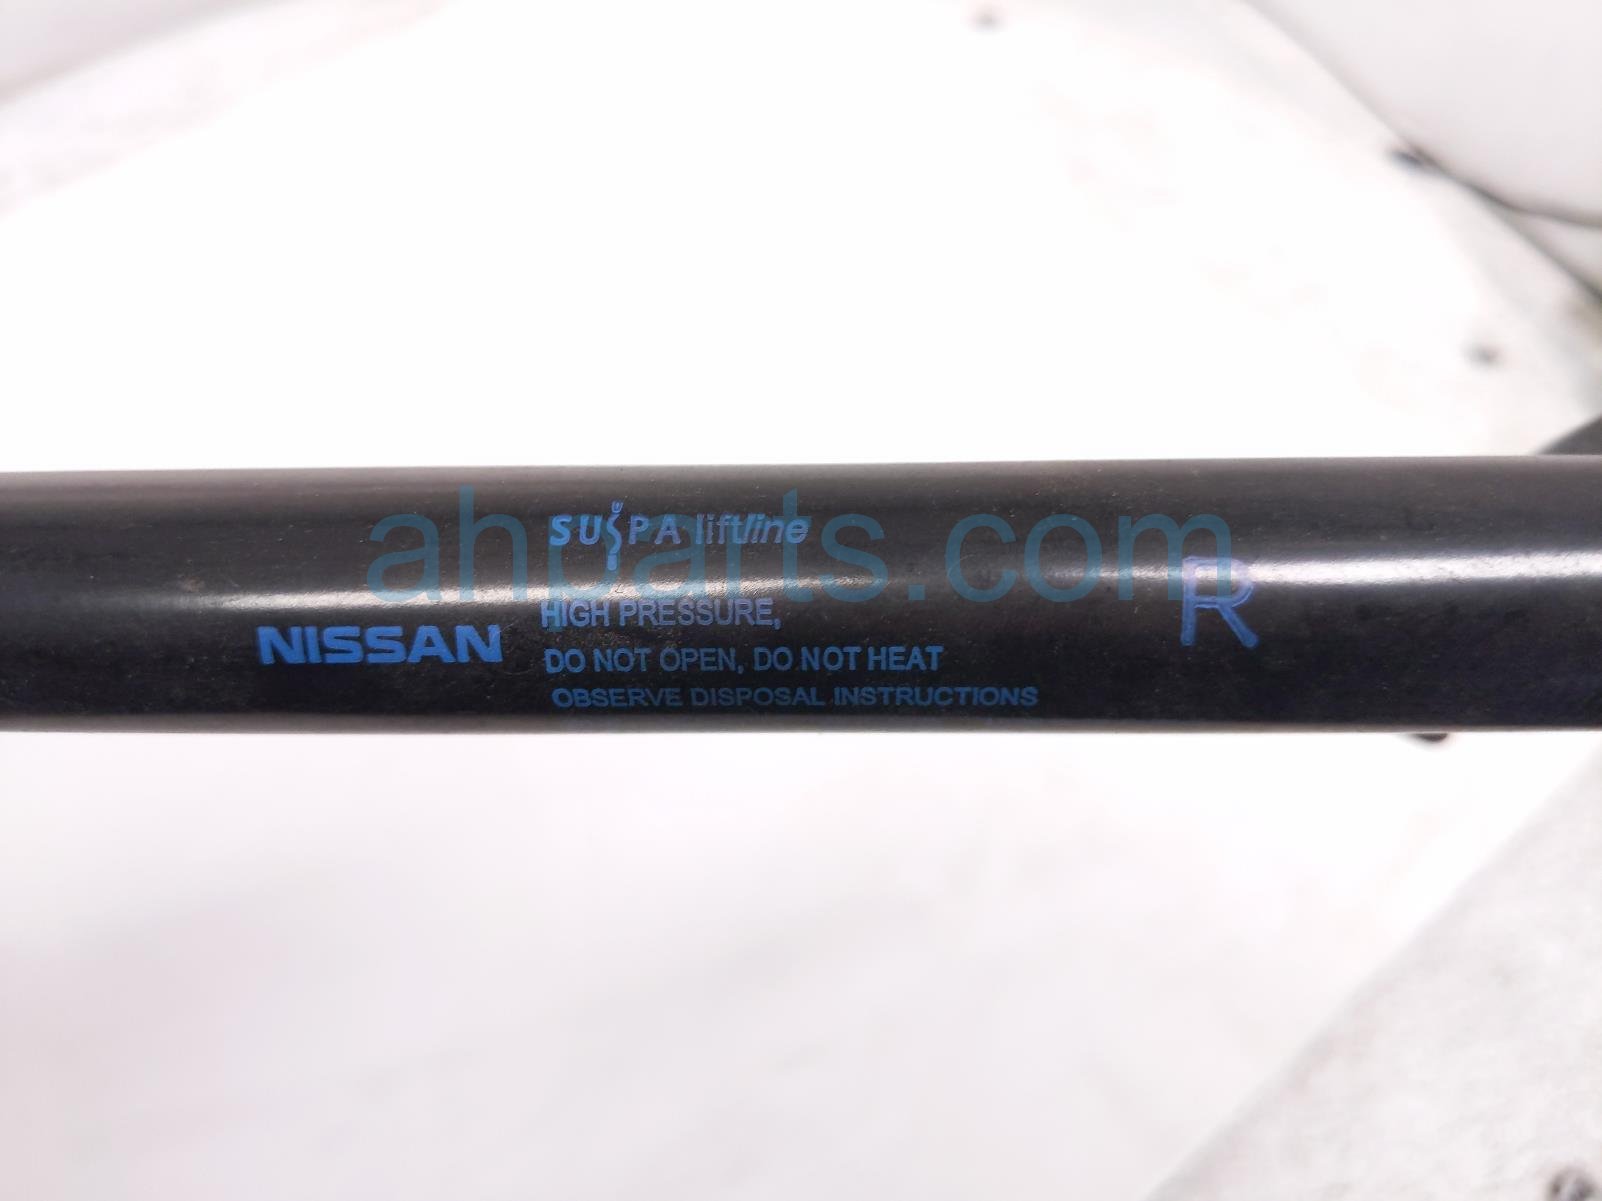 SUSPA liftline
HIGH PRESSURE,
NISSAN
DO NOT OPEN, DO NOT HEAT
OBSERVE DISPOSAL INSTRUCTIONS
R
ahparts.com